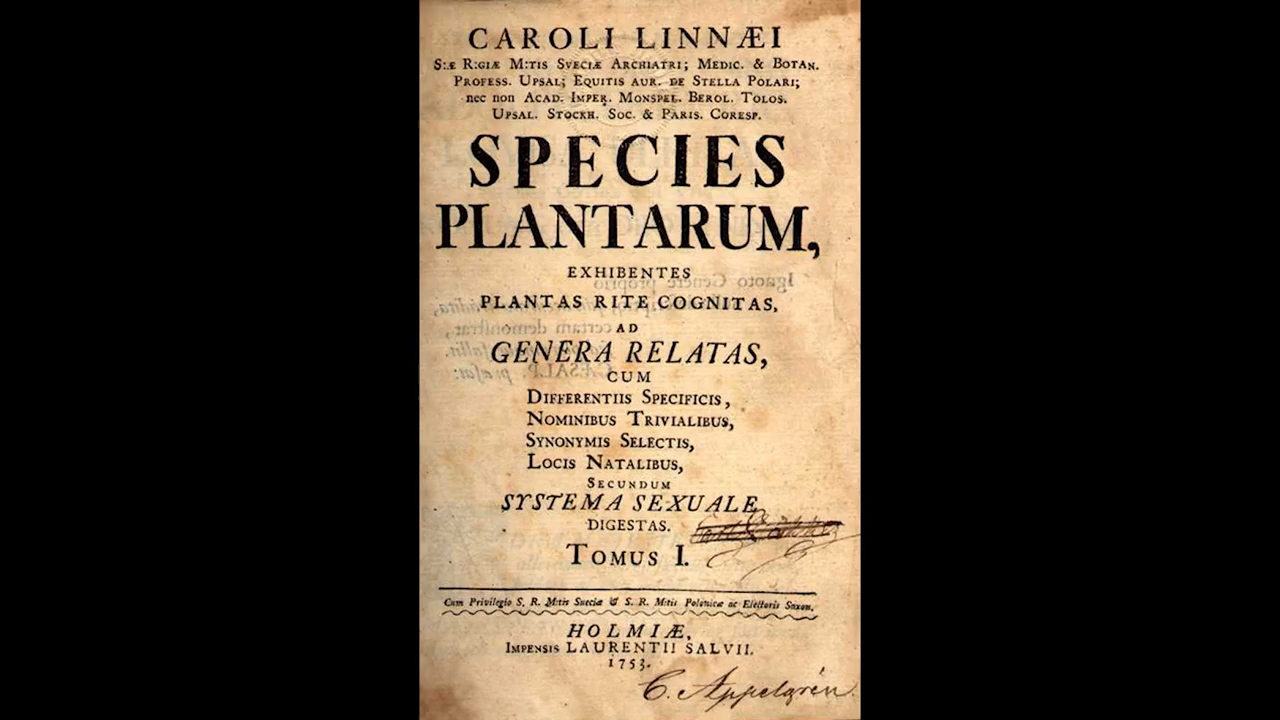 CAROLI LINNÆI
S:Æ R:GIÆ M:TIS SVECIÆ ARCHIATRI; MEDIC. & BOTAN.
PROFESS. UPSAL; EQUITIS AUR. DE STELLA POLARI;
nec non ACAD. IMPER. MONSPEL. BEROL. TOLOS.
UPSAL. STOCKH. SOC. & PARIS. CORESP.
SPECIES
PLANTARUM,
EXHIBENTES
PLANTAS RITE COGNITAS,
AD
GENERA RELATAS,
CUM
DIFFERENTIIS SPECIFICIS,
NOMINIBUS TRIVIALIBUS,
SYNONYMIS SELECTIS,
LOCIS NATALIBUS,
SECUNDUM
SYSTEMA SEXUALE
DIGESTAS.
TOMUS I.
Cum Privilegio S. R. M:tis Sueciæ & S. R. M:tis Polonicæ ac Electoris Saxon.
HOLMIÆ,
IMPENSIS LAURENTII SALVII.
1753.
C. Appelgrén.